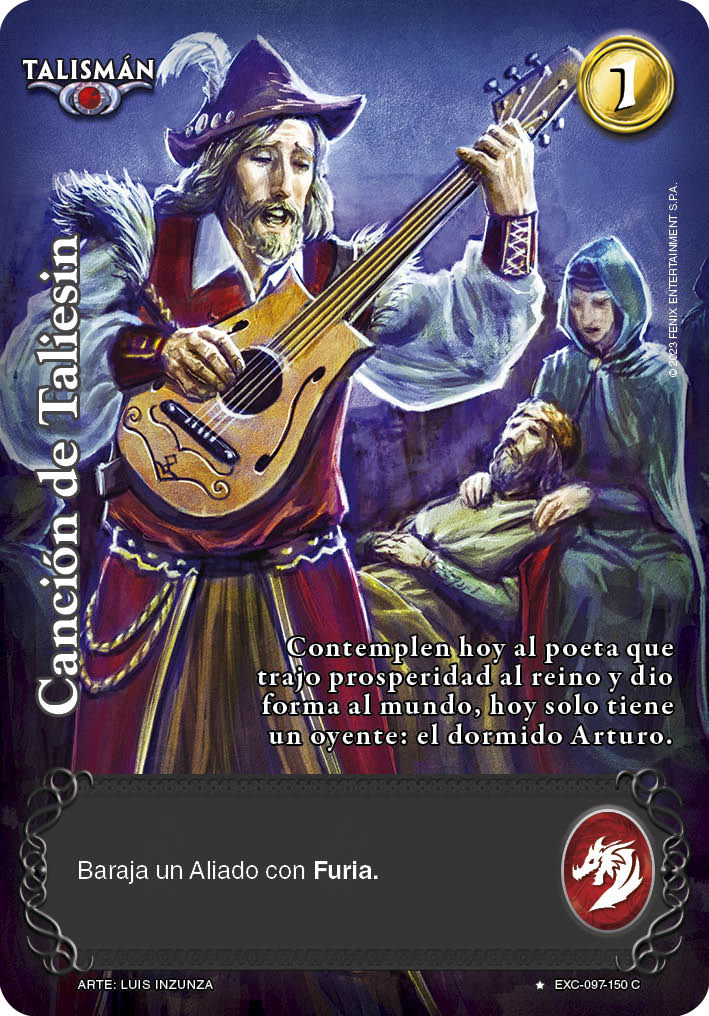 TALISMÁN
1
Canción de Taliesin
© 2023 FENIX ENTERTAINMENT S.P.A.
Contemplen hoy al poeta que
trajo prosperidad al reino y dio
forma al mundo, hoy solo tiene
un oyente: el dormido Arturo.
Baraja un Aliado con Furia.
ARTE: LUIS INZUNZA
★ EXC-097-150 C